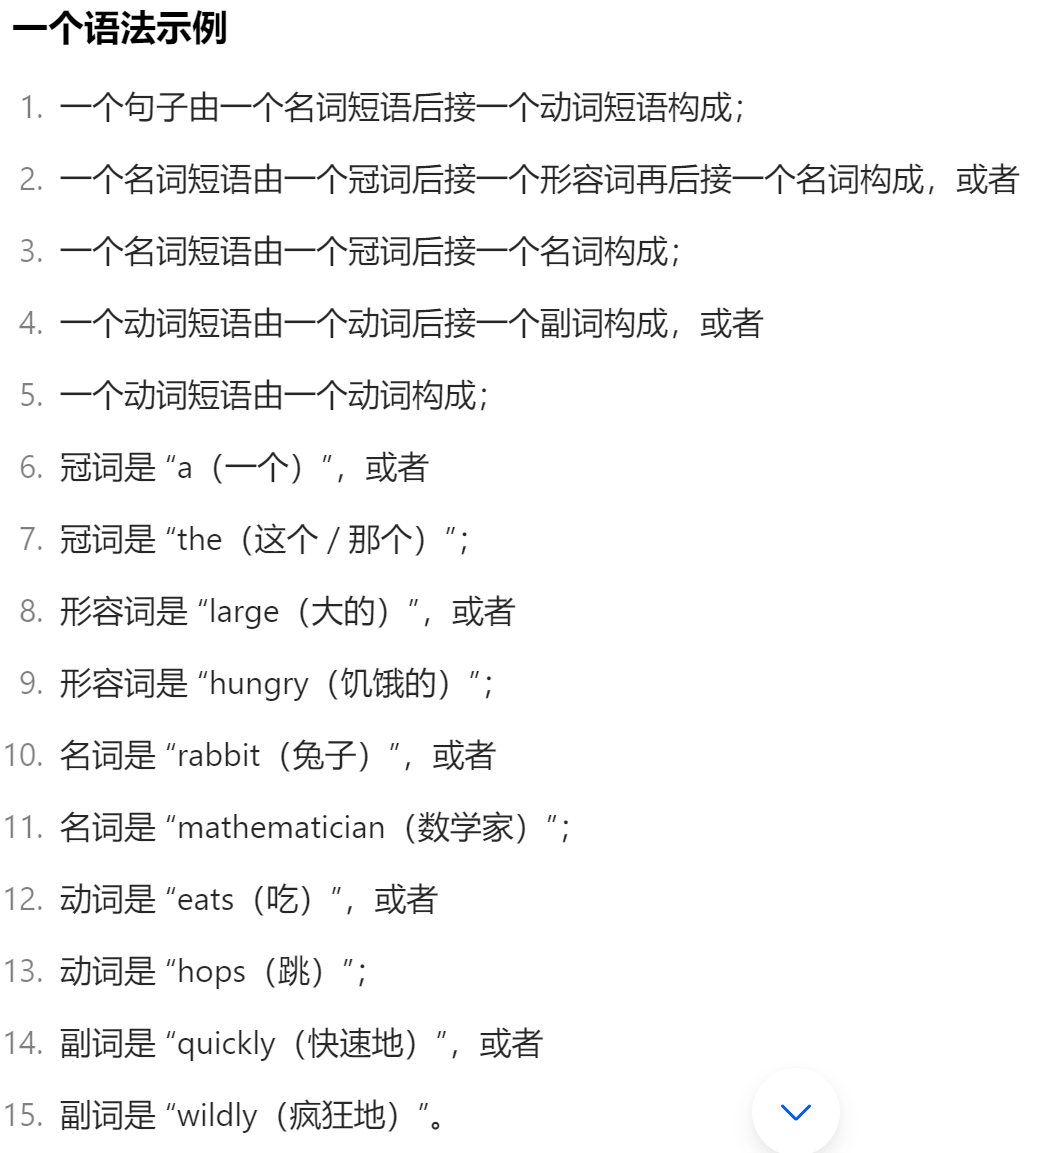 一个语法示例
1. 一个句子由一个名词短语后接一个动词短语构成；
2. 一个名词短语由一个冠词后接一个形容词再后接一个名词构成，或者
3. 一个名词短语由一个冠词后接一个名词构成；
4. 一个动词短语由一个动词后接一个副词构成，或者
5. 一个动词短语由一个动词构成；
6. 冠词是 “a（一个）”，或者
7. 冠词是 “the（这个 / 那个）”；
8. 形容词是 “large（大的）”，或者
9. 形容词是 “hungry（饥饿的）”；
10. 名词是 “rabbit（兔子）”，或者
11. 名词是 “mathematician（数学家）”；
12. 动词是 “eats（吃）”，或者
13. 动词是 “hops（跳）”；
14. 副词是 “quickly（快速地）”，或者
15. 副词是 “wildly（疯狂地）”。